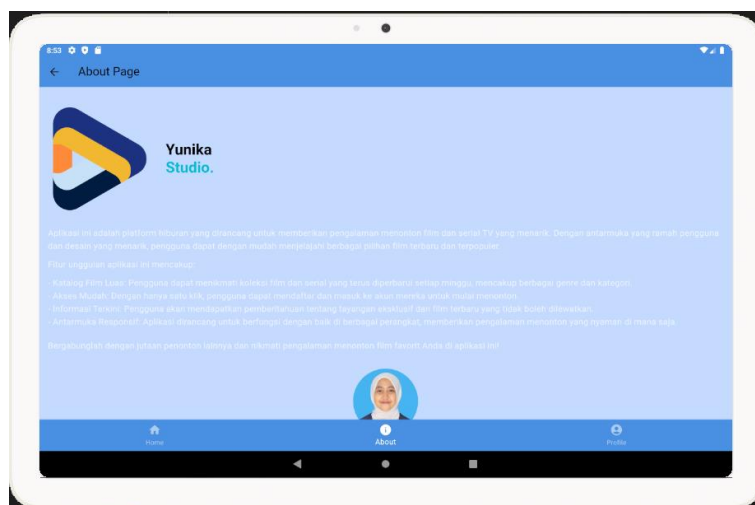 8:53
About Page
Yunika
Studio.
Aplikasi ini adalah platform hiburan yang dirancang untuk memberikan pengalaman menonton film dan serial TV yang menarik. Dengan antarmuka yang ramah pengguna
dan desain yang menarik, pengguna dapat dengan mudah menjelajahi berbagai pilihan film terbaru dan terpopuler.
Fitur unggulan aplikasi ini mencakup:
- Katalog Film Luas: Pengguna dapat menikmati koleksi film dan serial yang terus diperbarui setiap minggu, mencakup berbagai genre dan kategori.
- Akses Mudah: Dengan hanya satu klik, pengguna dapat mendaftar dan masuk ke akun mereka untuk mulai menonton.
- Informasi Terkini: Pengguna akan mendapatkan pemberitahuan tentang tayangan eksklusif dan film terbaru yang tidak boleh dilewatkan.
- Antarmuka Responsif: Aplikasi dirancang untuk berfungsi dengan baik di berbagai perangkat, memberikan pengalaman menonton yang nyaman di mana saja.
Bergabunglah dengan jutaan penonton lainnya dan nikmati pengalaman menonton film favorit Anda di aplikasi ini!
Home
About
Profile